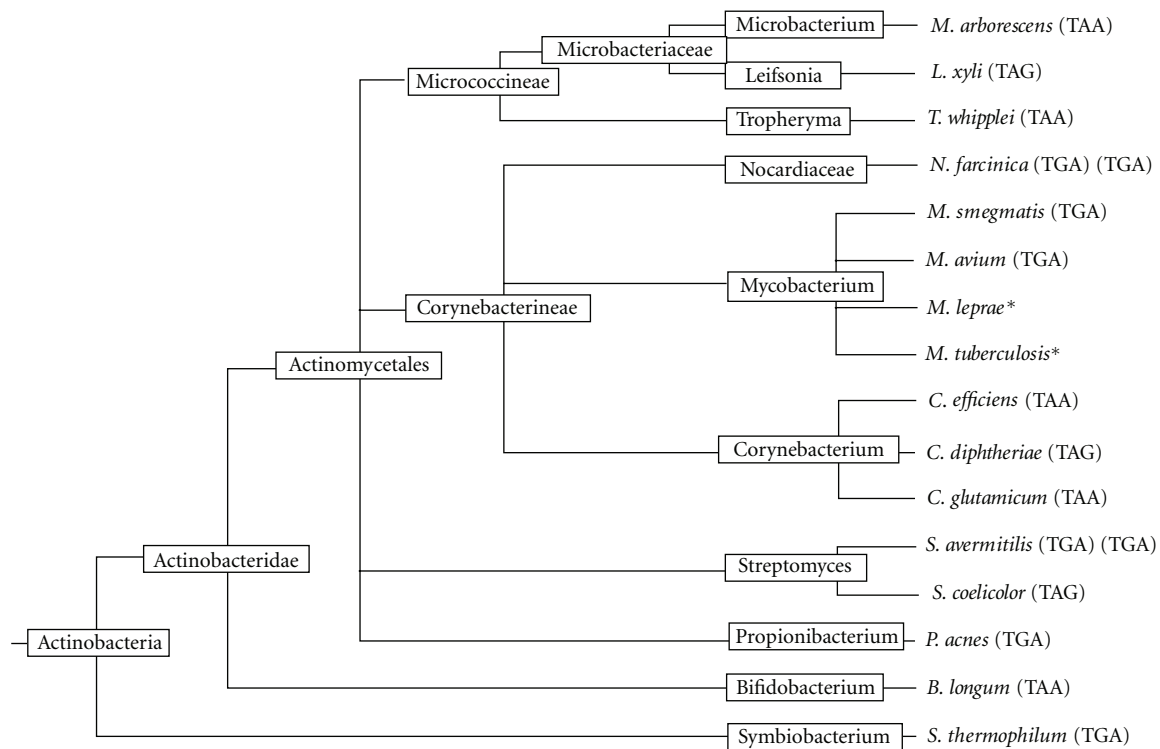 Microbacterium
M. arborescens (TAA)
Microbacteriaceae
Leifsonia
L. xyli (TAG)
Micrococcineae
Tropheryma
T. whipplei (TAA)
Nocardiaceae
N. farcinica (TGA) (TGA)
M. smegmatis (TGA)
M. avium (TGA)
Mycobacterium
M. leprae*
Corynebacterineae
M. tuberculosis*
Actinomycetales
C. efficiens (TAA)
Corynebacterium
C. diphtheriae (TAG)
C. glutamicum (TAA)
S. avermitilis (TGA) (TGA)
Actinobacteridae
Streptomyces
S. coelicolor (TAG)
Actinobacteria
Propionibacterium
P. acnes (TGA)
Bifidobacterium
B. longum (TAA)
Symbiobacterium
S. thermophilum (TGA)